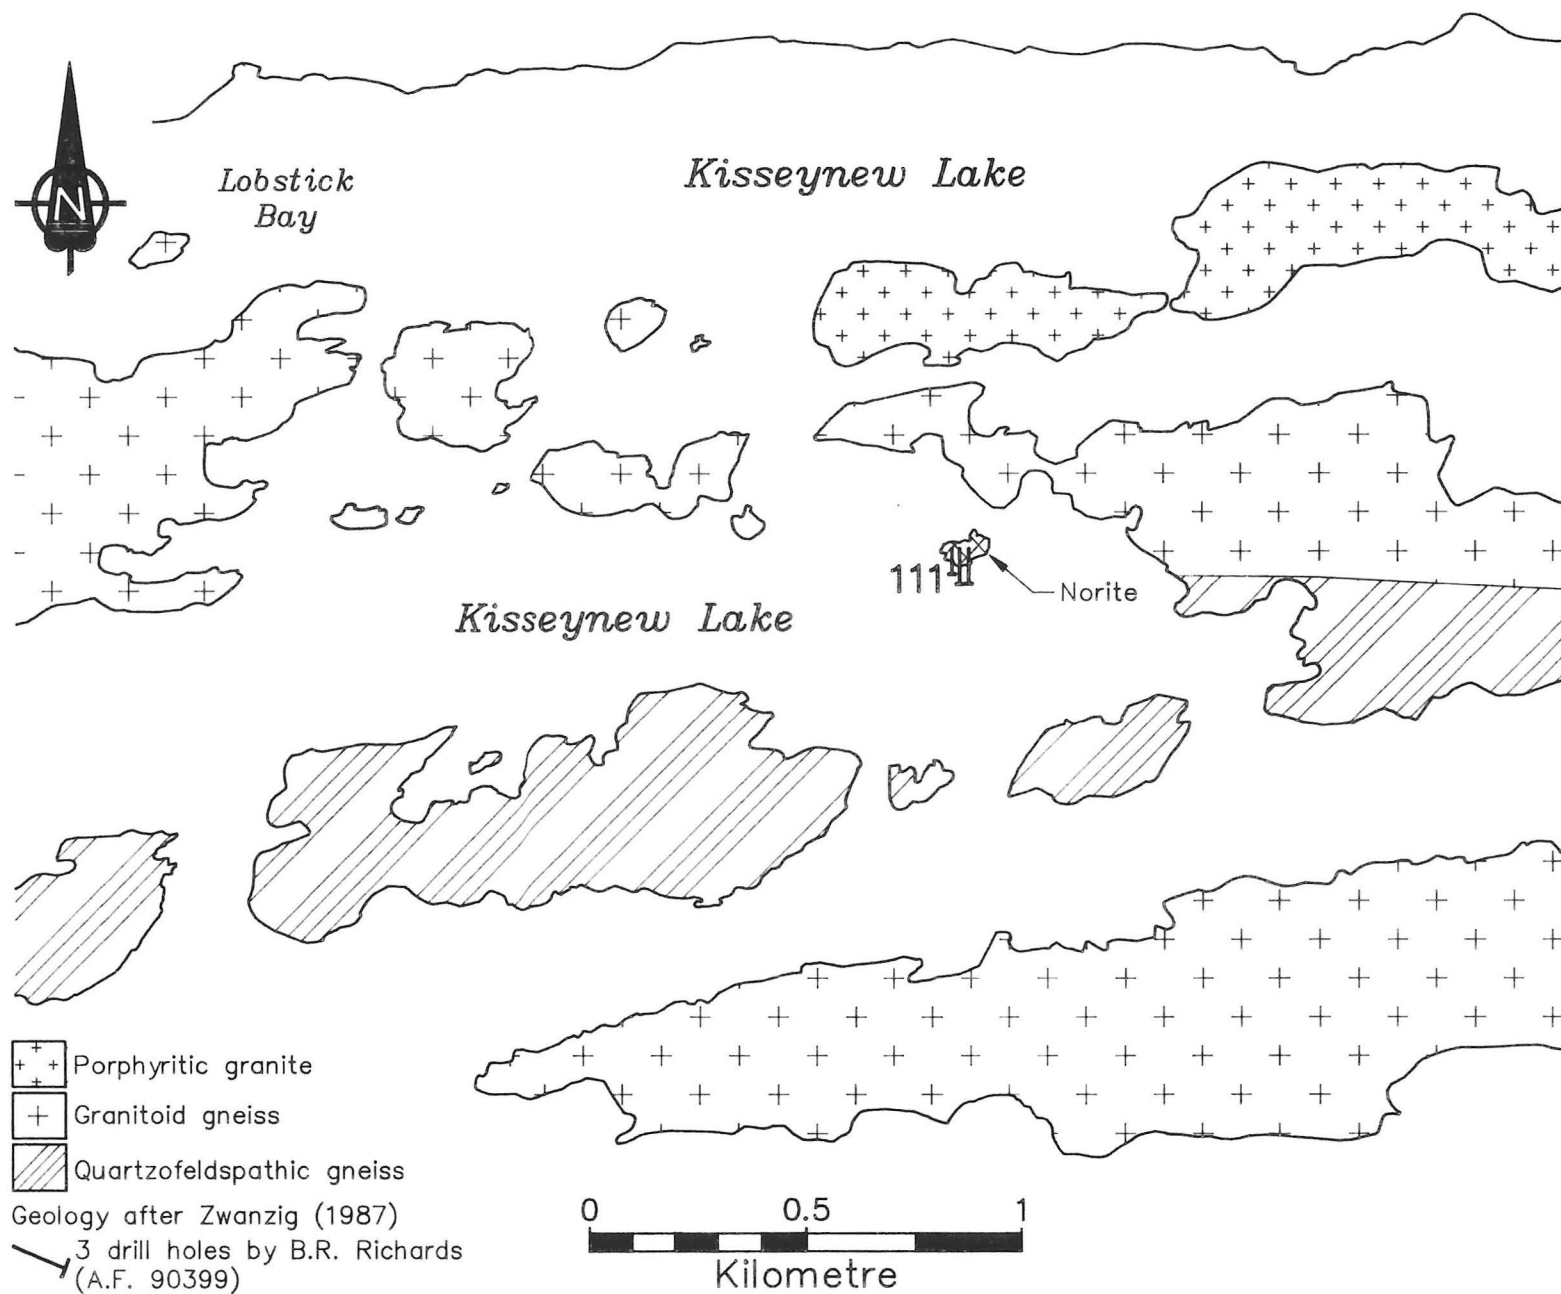 Kisseynew Lake
Lobstick
Bay
N
111
Norite
Kisseynew Lake
Porphyritic granite
Granitoid gneiss
Quartzofeldspathic gneiss
Geology after Zwanzig (1987)
3 drill holes by B.R. Richards
(A.F. 90399)
0 0.5 1
Kilometre